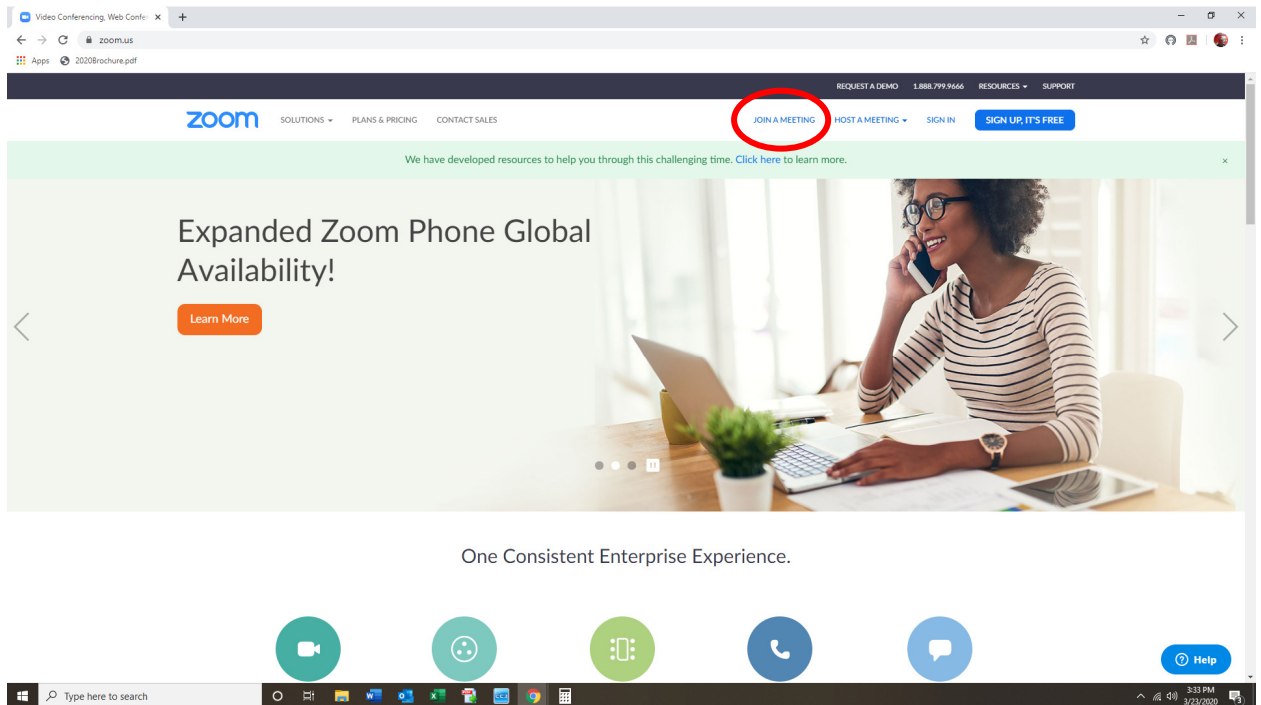 Video Conferencing, Web Confe
zoom.us
Apps 2020Brochure.pdf
REQUEST A DEMO 1.888.799.9666 RESOURCES SUPPORT
zoom SOLUTIONS PLANS & PRICING CONTACT SALES JOIN A MEETING HOST A MEETING SIGN IN SIGN UP, IT'S FREE
We have developed resources to help you through this challenging time. Click here to learn more.
Expanded Zoom Phone Global
Availability!
Learn More
One Consistent Enterprise Experience.
Help
Type here to search
3:33 PM
3/23/2020